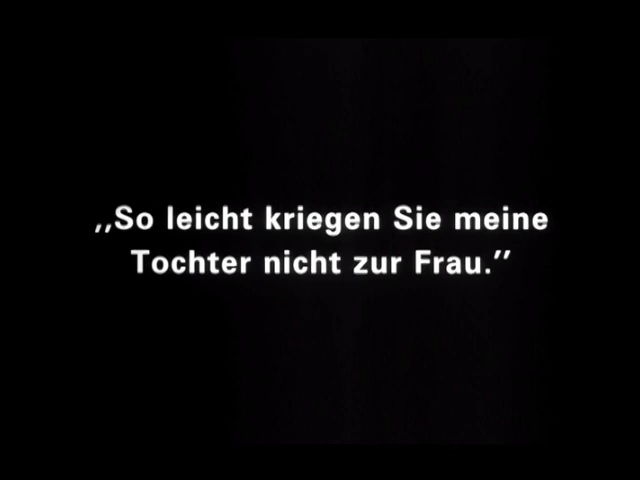 ,,So leicht kriegen Sie meine
Tochter nicht zur Frau.”